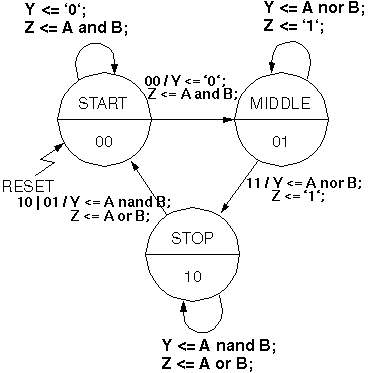 Y <= ‘0‘;
Z <= A and B;
Y <= A nor B;
Z <= ‘1‘;
START
00
00 / Y <= ‘0‘;
Z <= A and B;
MIDDLE
01
RESET
10 | 01 / Y <= A nand B;
Z <= A or B;
11 / Y <= A nor B;
Z <= ‘1‘;
STOP
10
Y <= A nand B;
Z <= A or B;